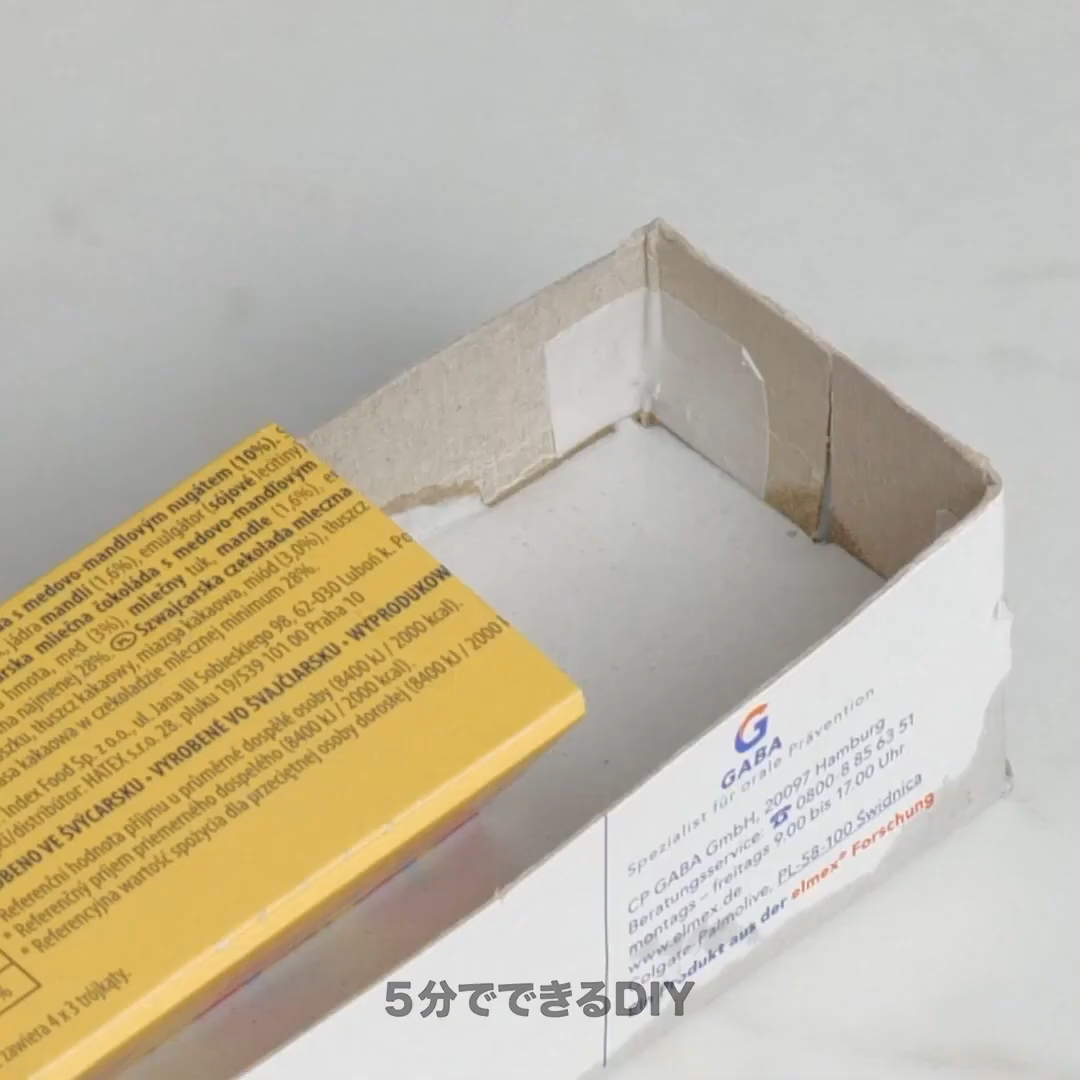 s medovo-mandlovým nugátem (10%).
jádra mandlí (1,6%), emulgátor (sójové lecitiny)
mliečna čokoláda s medovo-mandľovým
hmota, med (3%), mliečny tuk, mandle (1,6%),
najmenej 28%. Szwajcarska czekolada mleczna
tłuszcz kakaowy, miazga kakaowa, miód (3,0%), tłuszcz
kakaowa w czekoladzie mlecznej minimum 28%.
Index Food Sp. z o.o., ul. Jana III Sobieskiego 98, 62-030 Luboń k.
distribútor: HATEX s.r.o. 28. pluku 19/539 101 00 Praha 10
VE ŠVÝCARSKU • VYROBENÉ VO ŠVAJČIARSKU •
Referenční hodnota příjmu u průměrné dospělé osoby (8400 kJ / 2000 kcal).
* Referenčný príjem priemerného dospelého (8400 kJ / 2000 kcal).
* Referencyjna wartość spożycia dla przeciętnej osoby dorosłej (8400 kJ / 2000
%
zawiera 4 x 3 trójkąty.
G
GABA
Spezialist für orale Prävention
CP GABA GmbH, 20097 Hamburg
Beratungsservice: ☎ 0800-8 85 63 51
montags – freitags 9.00 bis 17.00 Uhr
www.elmex.de
Colgate-Palmolive, PL-58-100 Świdnica
Produkt aus der elmex® Forschung
5分でできるDIY